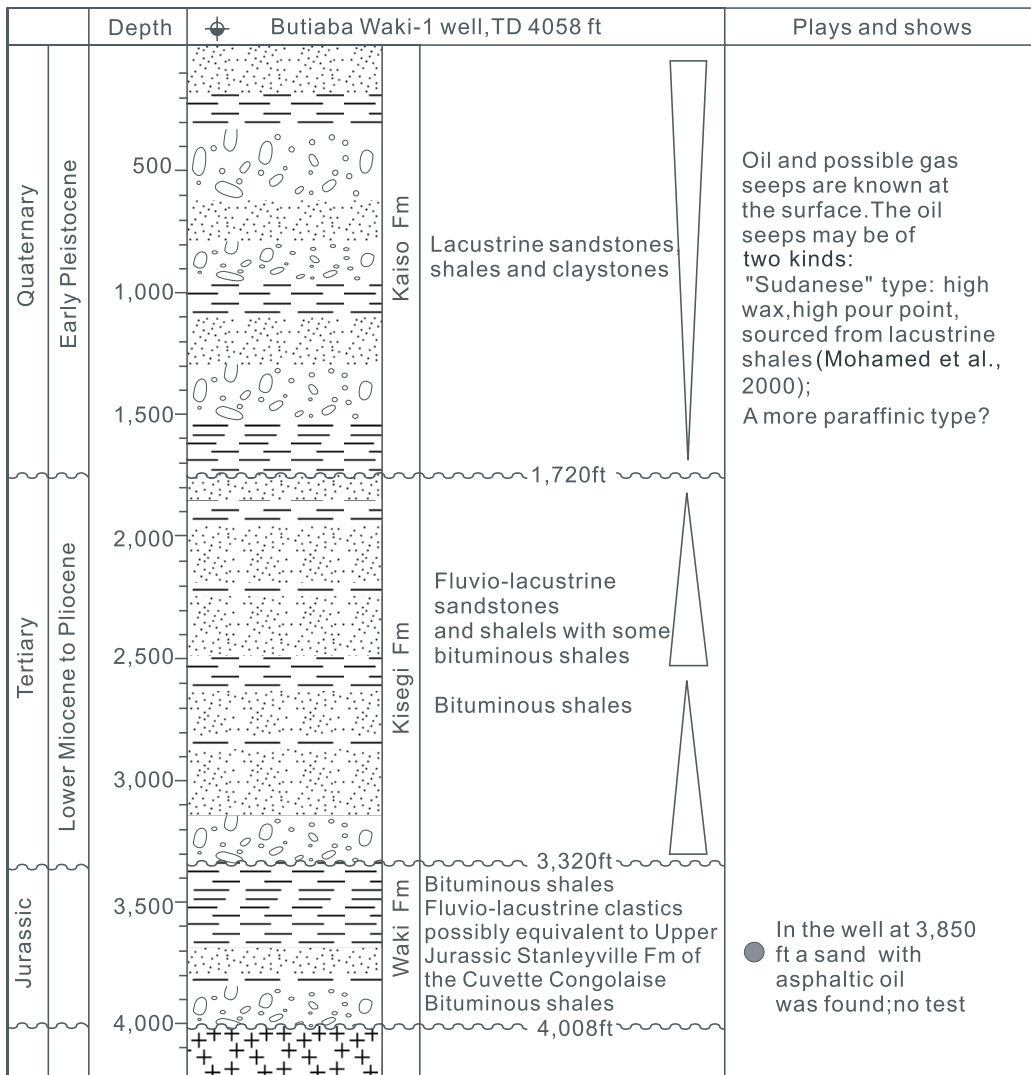 Depth
Butiaba Waki-1 well,TD 4058 ft
Plays and shows
Quaternary
Early Pleistocene
500
1,000
1,500
Kaiso Fm
Lacustrine sandstones,
shales and claystones
Oil and possible gas
seeps are known at
the surface.The oil
seeps may be of
two kinds:
"Sudanese" type: high
wax,high pour point,
sourced from lacustrine
shales(Mohamed et al.,
2000);
A more paraffinic type?
1,720ft
Tertiary
Lower Miocene to Pliocene
2,000
2,500
3,000
Kisegi Fm
Fluvio-lacustrine
sandstones
and shalels with some
bituminous shales
Bituminous shales
3,320ft
Jurassic
3,500
4,000
Waki Fm
Bituminous shales
Fluvio-lacustrine clastics
possibly equivalent to Upper
Jurassic Stanleyville Fm of
the Cuvette Congolaise
Bituminous shales
4,008ft
In the well at 3,850
ft a sand with
asphaltic oil
was found;no test